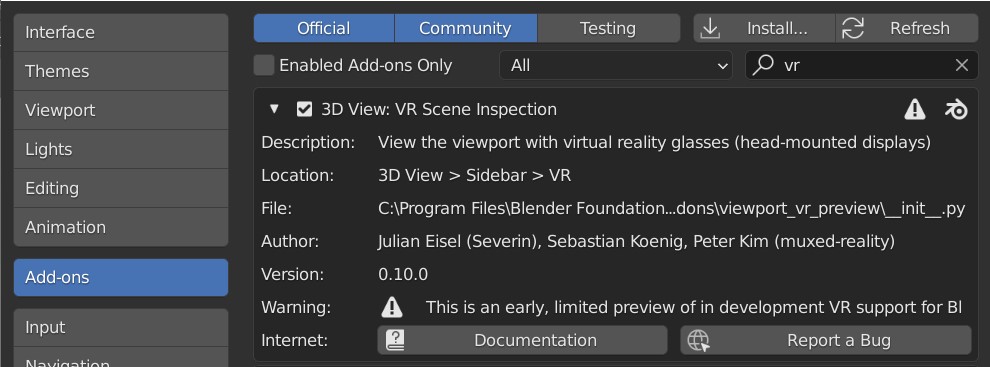 Interface
Themes
Viewport
Lights
Editing
Animation
Add-ons
Input
Navigation
Official Community Testing Install... Refresh
Enabled Add-ons Only All vr
3D View: VR Scene Inspection
Description: View the viewport with virtual reality glasses (head-mounted displays)
Location: 3D View > Sidebar > VR
File: C:\Program Files\Blender Foundation...dons\viewport_vr_preview\__init__.py
Author: Julian Eisel (Severin), Sebastian Koenig, Peter Kim (muxed-reality)
Version: 0.10.0
Warning: This is an early, limited preview of in development VR support for Bl
Internet: Documentation Report a Bug